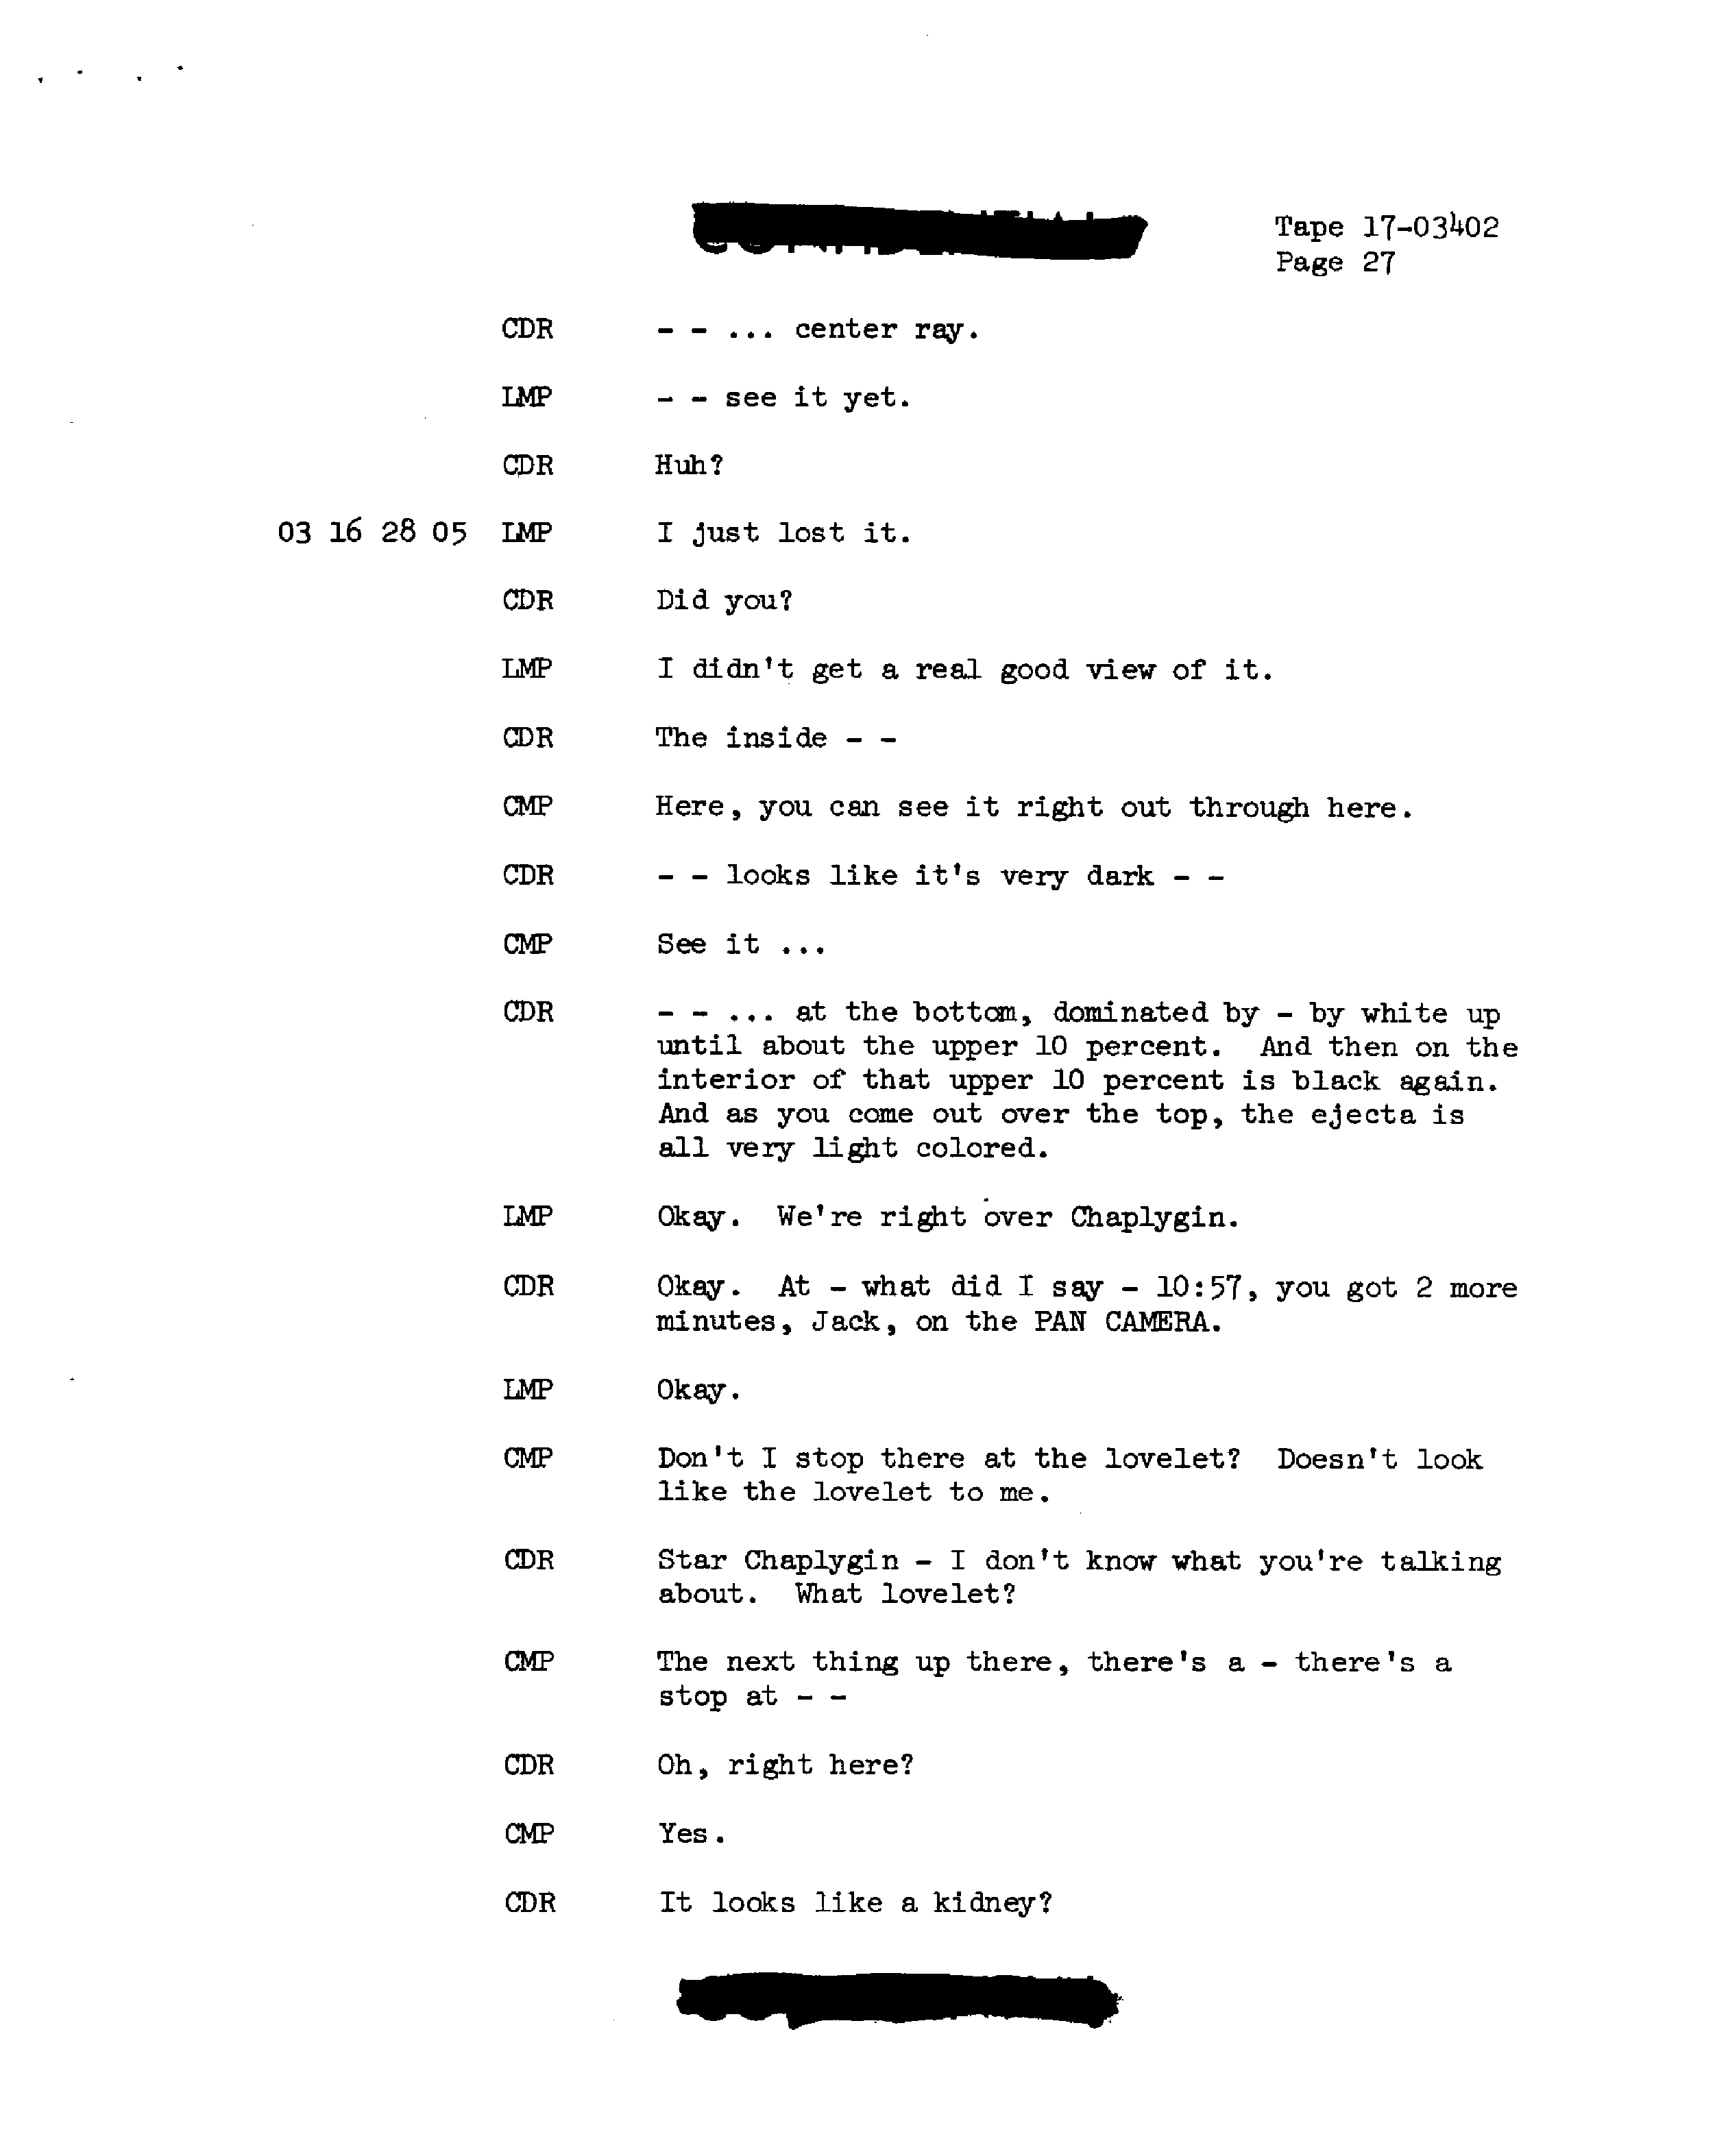 Tape 17-03402
Page 27
CDR - - ... center ray.
LMP - - see it yet.
CDR Huh?
03 16 28 05 LMP I just lost it.
CDR Did you?
LMP I didn't get a real good view of it.
CDR The inside - -
CMP Here, you can see it right out through here.
CDR - - looks like it's very dark - -
CMP See it ...
CDR - - ... at the bottom, dominated by - by white up
until about the upper 10 percent. And then on the
interior of that upper 10 percent is black again.
And as you come out over the top, the ejecta is
all very light colored.
LMP Okay. We're right over Chaplygin.
CDR Okay. At - what did I say - 10:57, you got 2 more
minutes, Jack, on the PAN CAMERA.
LMP Okay.
CMP Don't I stop there at the lovelet? Doesn't look
like the lovelet to me.
CDR Star Chaplygin - I don't know what you're talking
about. What lovelet?
CMP The next thing up there, there's a - there's a
stop at - -
CDR Oh, right here?
CMP Yes.
CDR It looks like a kidney?